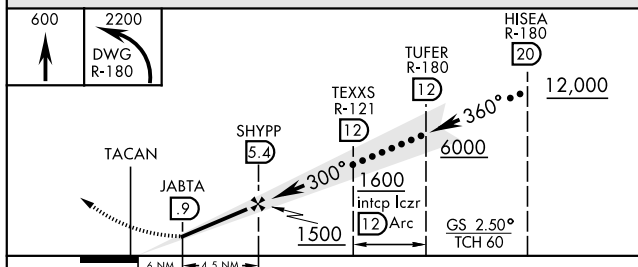 600
2200
DWG
R-180
HISEA
R-180
20
12,000
TUFER
R-180
12
360°
6000
TEXXS
R-121
12
300°
1600
intcp lczr
12 Arc
SHYPP
5.4
1500
TACAN
JABTA
.9
GS 2.50°
TCH 60
.6 NM
4.5 NM